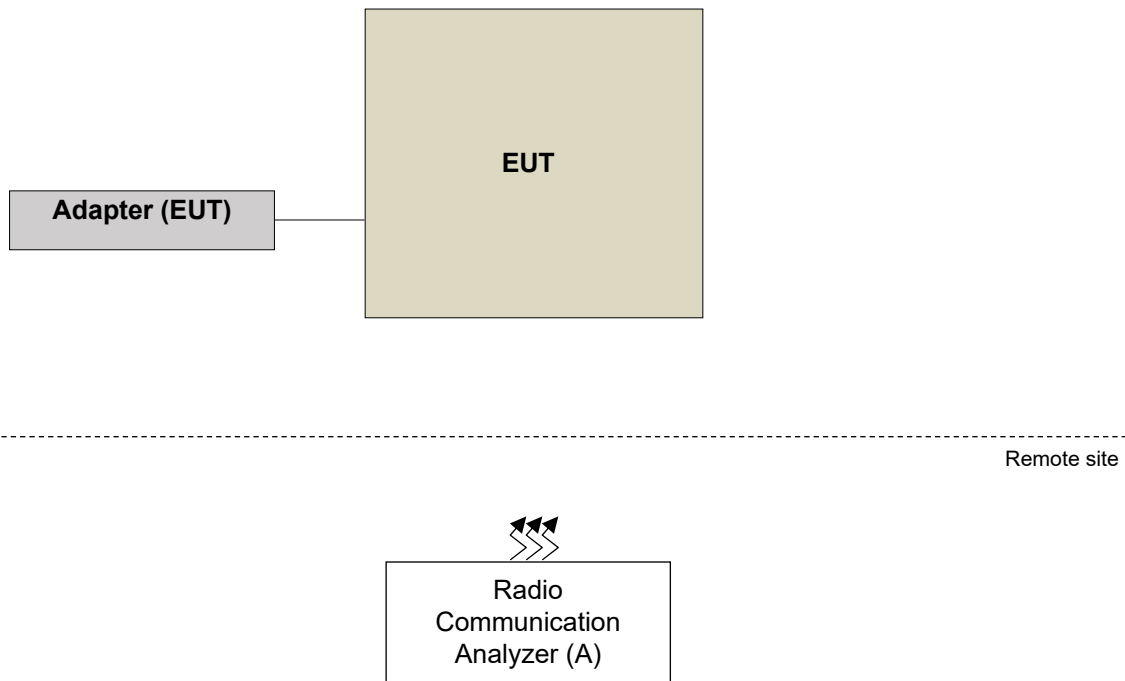 EUT
Adapter (EUT)
Remote site
Radio
Communication
Analyzer (A)